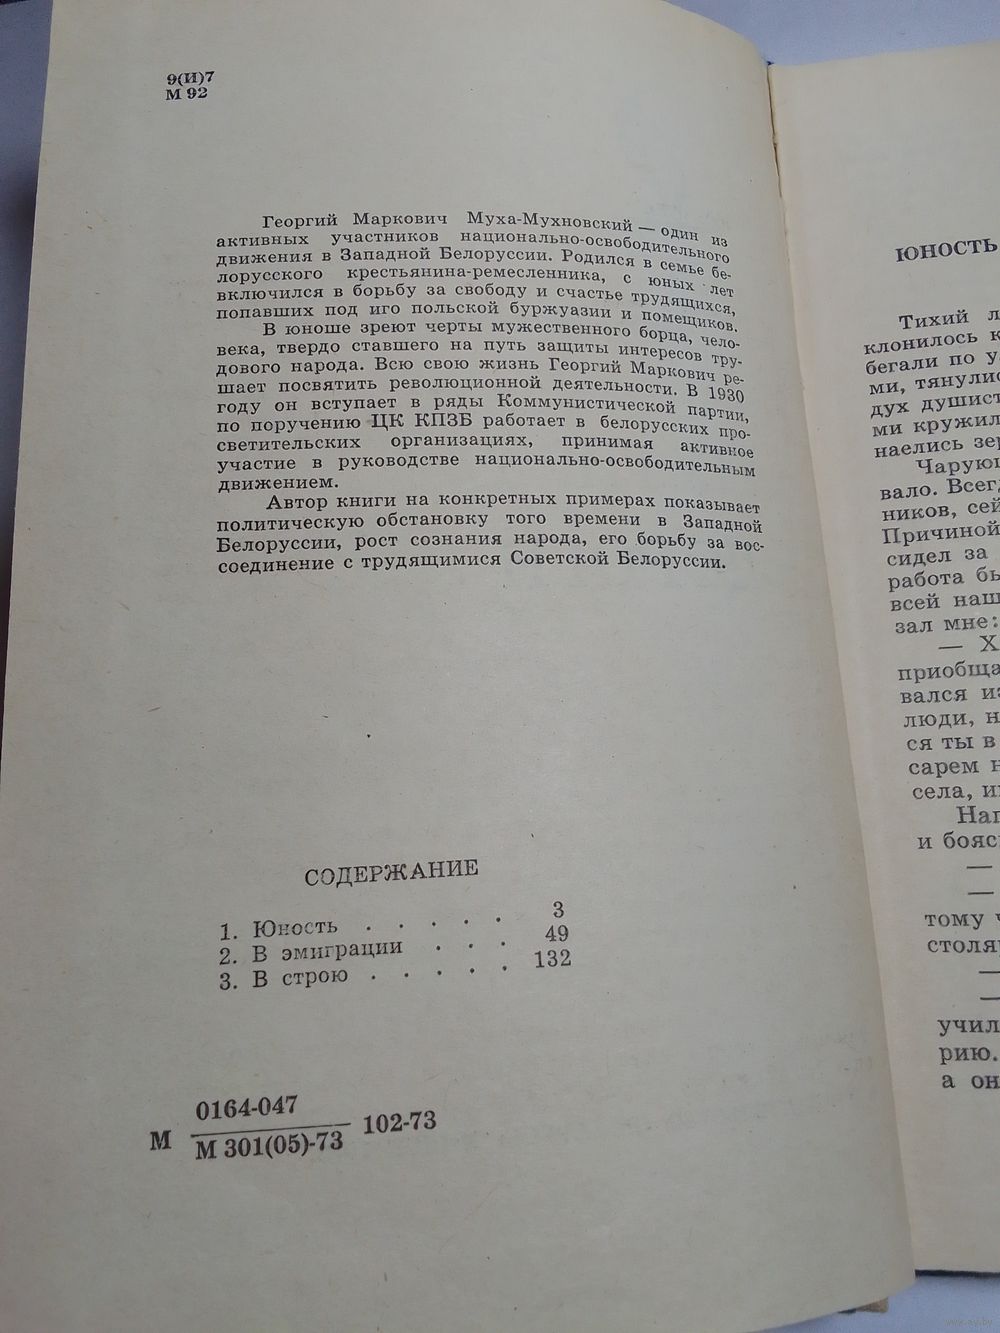 9(И)7
М 92
Георгий Маркович Муха-Мухновский — один из
активных участников национально-освободительного
движения в Западной Белоруссии. Родился в семье бе-
лорусского крестьянина-ремесленника, с юных лет
включился в борьбу за свободу и счастье трудящихся,
попавших под иго польской буржуазии и помещиков.
В юноше зреют черты мужественного борца, чело-
века, твердо ставшего на путь защиты интересов тру-
дового народа. Всю свою жизнь Георгий Маркович ре-
шает посвятить революционной деятельности. В 1930
году он вступает в ряды Коммунистической партии,
по поручению ЦК КПЗБ работает в белорусских про-
светительских организациях, принимая активное
участие в руководстве национально-освободительным
движением.
Автор книги на конкретных примерах показывает
политическую обстановку того времени в Западной
Белоруссии, рост сознания народа, его борьбу за вос-
соединение с трудящимися Советской Белоруссии.
СОДЕРЖАНИЕ
1. Юность . . . . . 3
2. В эмиграции . . . 49
3. В строю . . . . . 132
М 0164-047
М 301(05)-73 102-73
ЮНОСТЬ
Тихий л
клонилось к
бегали по у
ми, тянулис
дух душист
ми кружил
наелись зер
Чарующ
вало. Всегд
ников, сей
Причиной
сидел за
работа бы
всей наш
зал мне:
— Х
приобща
вался из
люди, н
ся ты в
сарем н
села, и
Наг
и боясь
—
—
тому ч
столяр
—
—
учил
рию.
а он